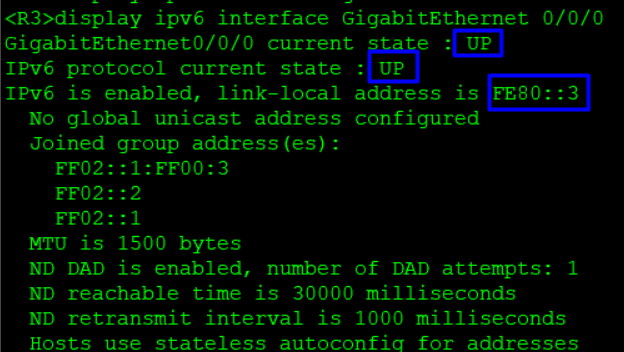 <R3>display ipv6 interface GigabitEthernet 0/0/0
GigabitEthernet0/0/0 current state : UP
IPv6 protocol current state : UP
IPv6 is enabled, link-local address is FE80::3
No global unicast address configured
Joined group address(es):
FF02::1:FF00:3
FF02::2
FF02::1
MTU is 1500 bytes
ND DAD is enabled, number of DAD attempts: 1
ND reachable time is 30000 milliseconds
ND retransmit interval is 1000 milliseconds
Hosts use stateless autoconfig for addresses